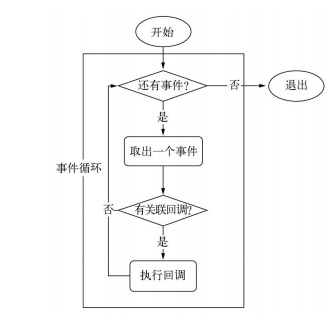 开始
还有事件?
否
退出
是
取出一个事件
事件循环
有关联回调?
否
是
执行回调